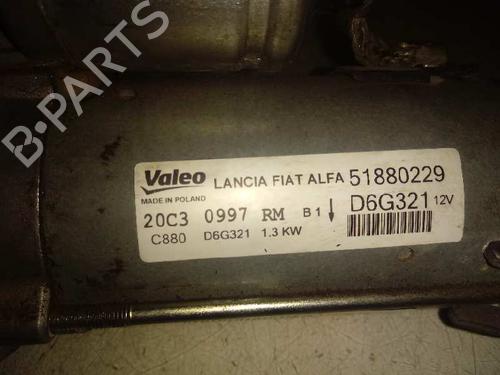 B-PARTS
Valeo LANCIA FIAT ALFA 51880229
MADE IN POLAND
D6G321 12V
20C3 0997 RM B1
C880 D6G321 1.3 KW